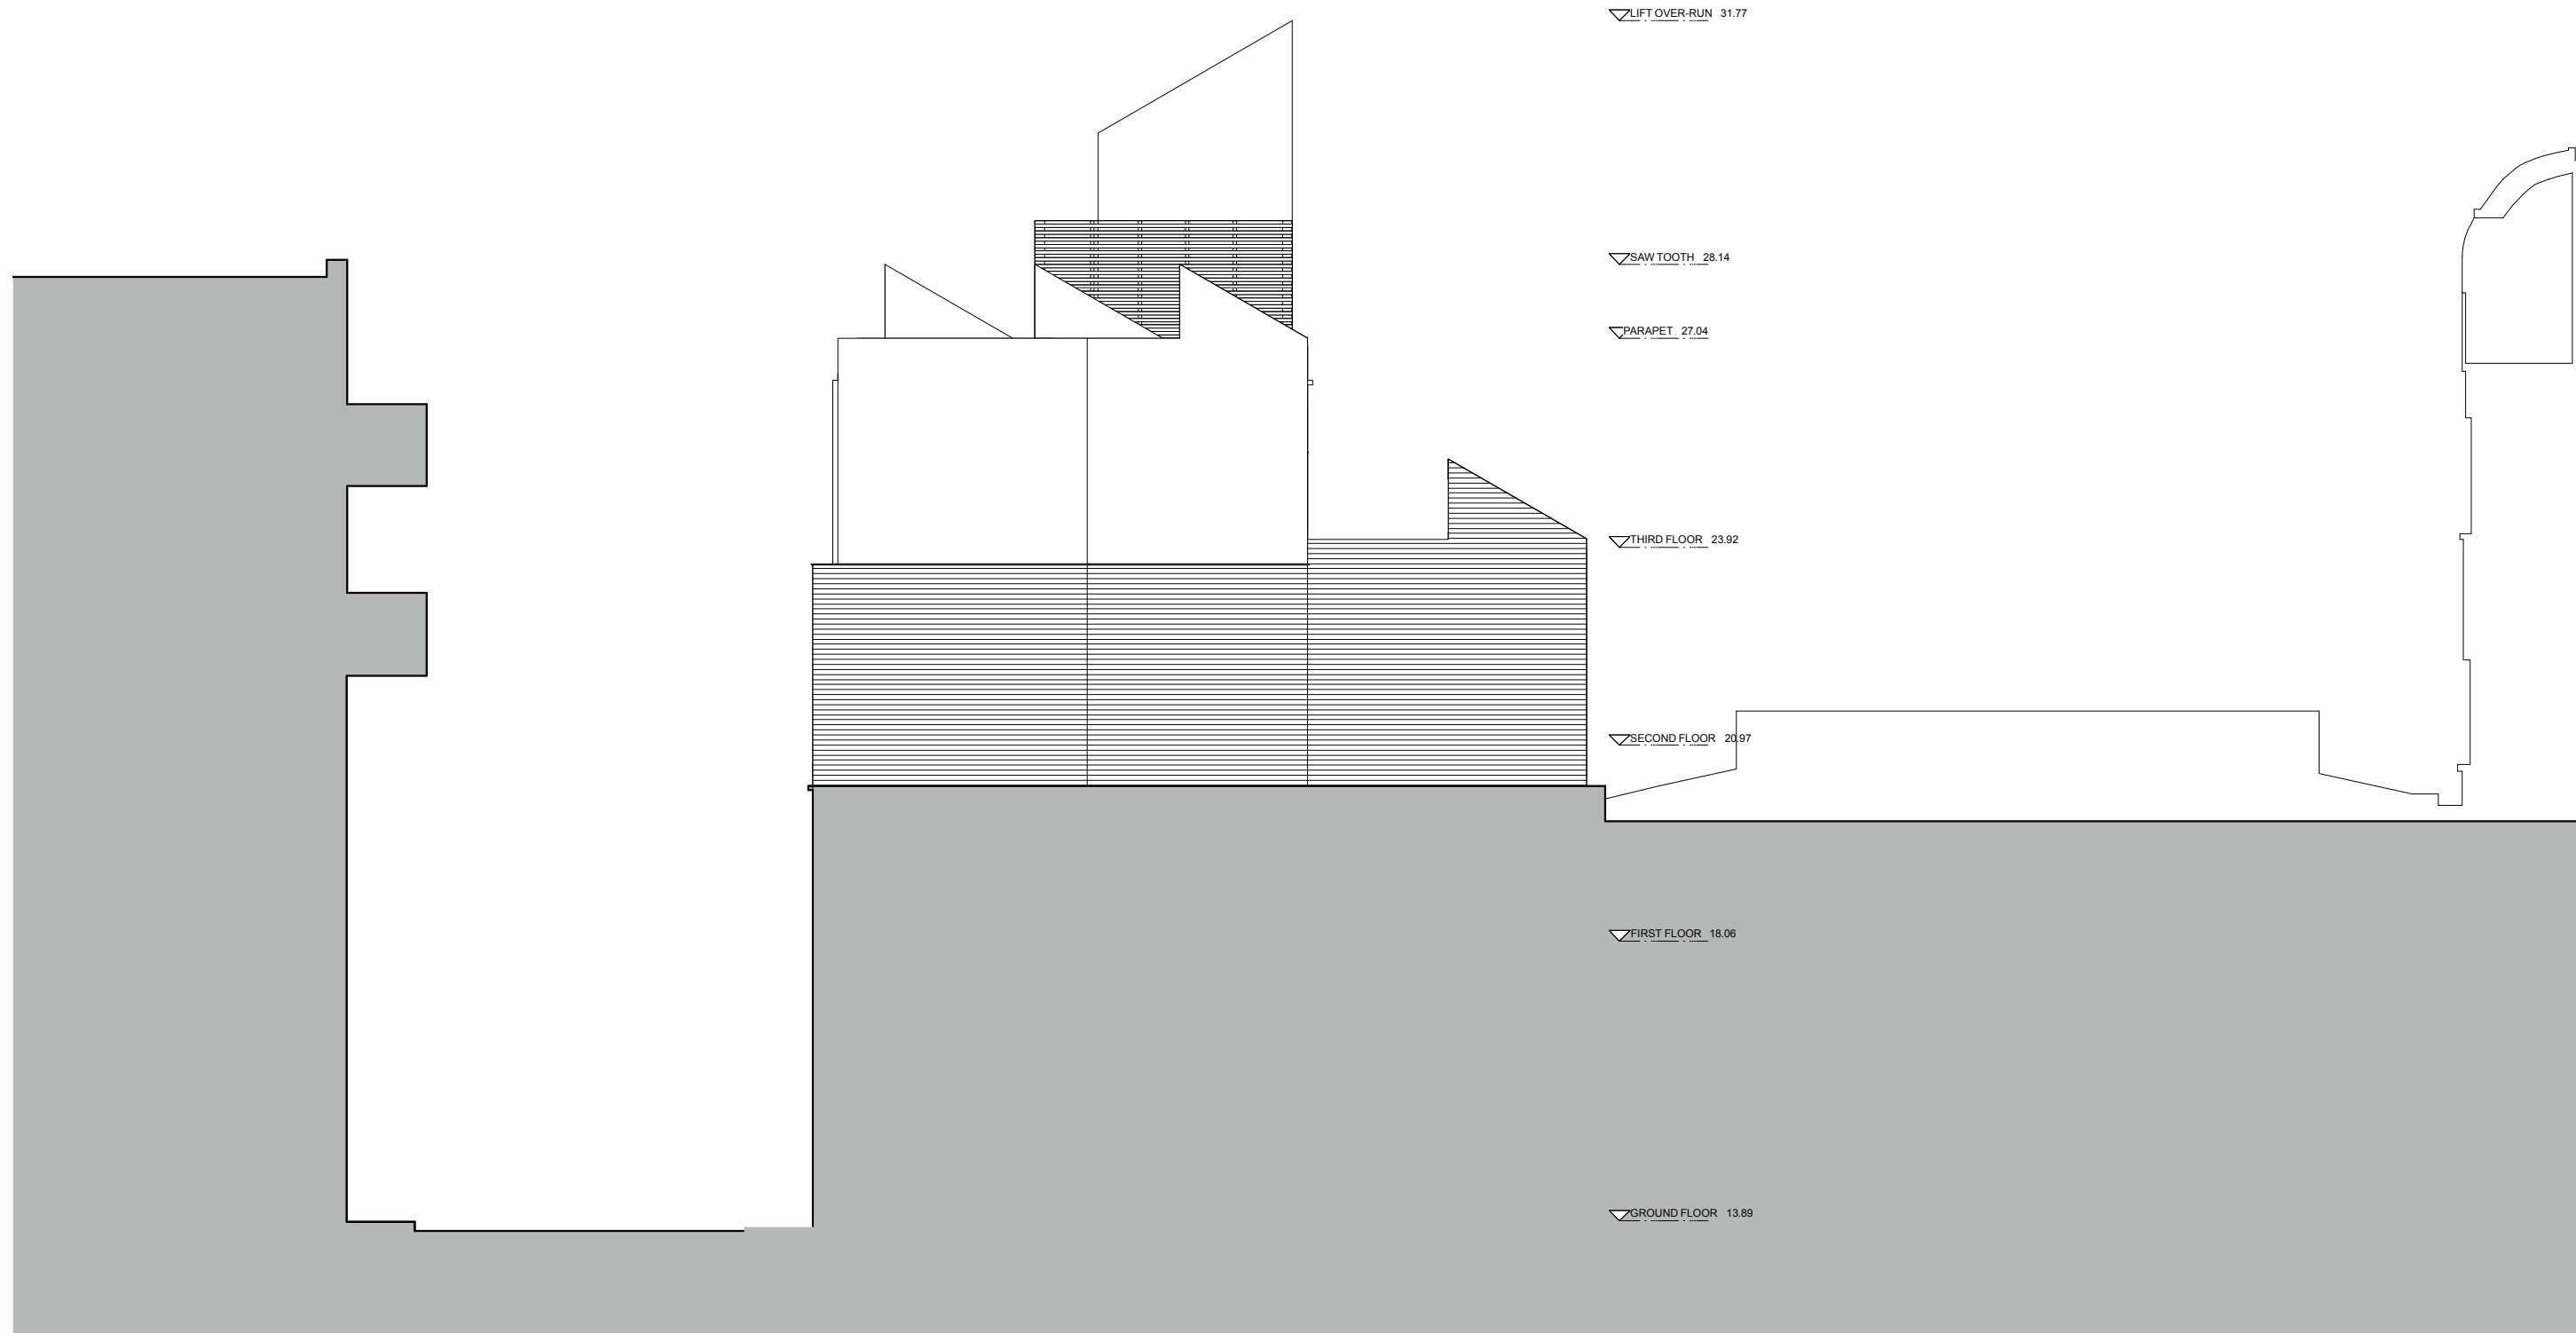 LIFT OVER-RUN 31.77
SAW TOOTH 28.14
PARAPET 27.04
THIRD FLOOR 23.92
SECOND FLOOR 20.97
FIRST FLOOR 18.06
GROUND FLOOR 13.89